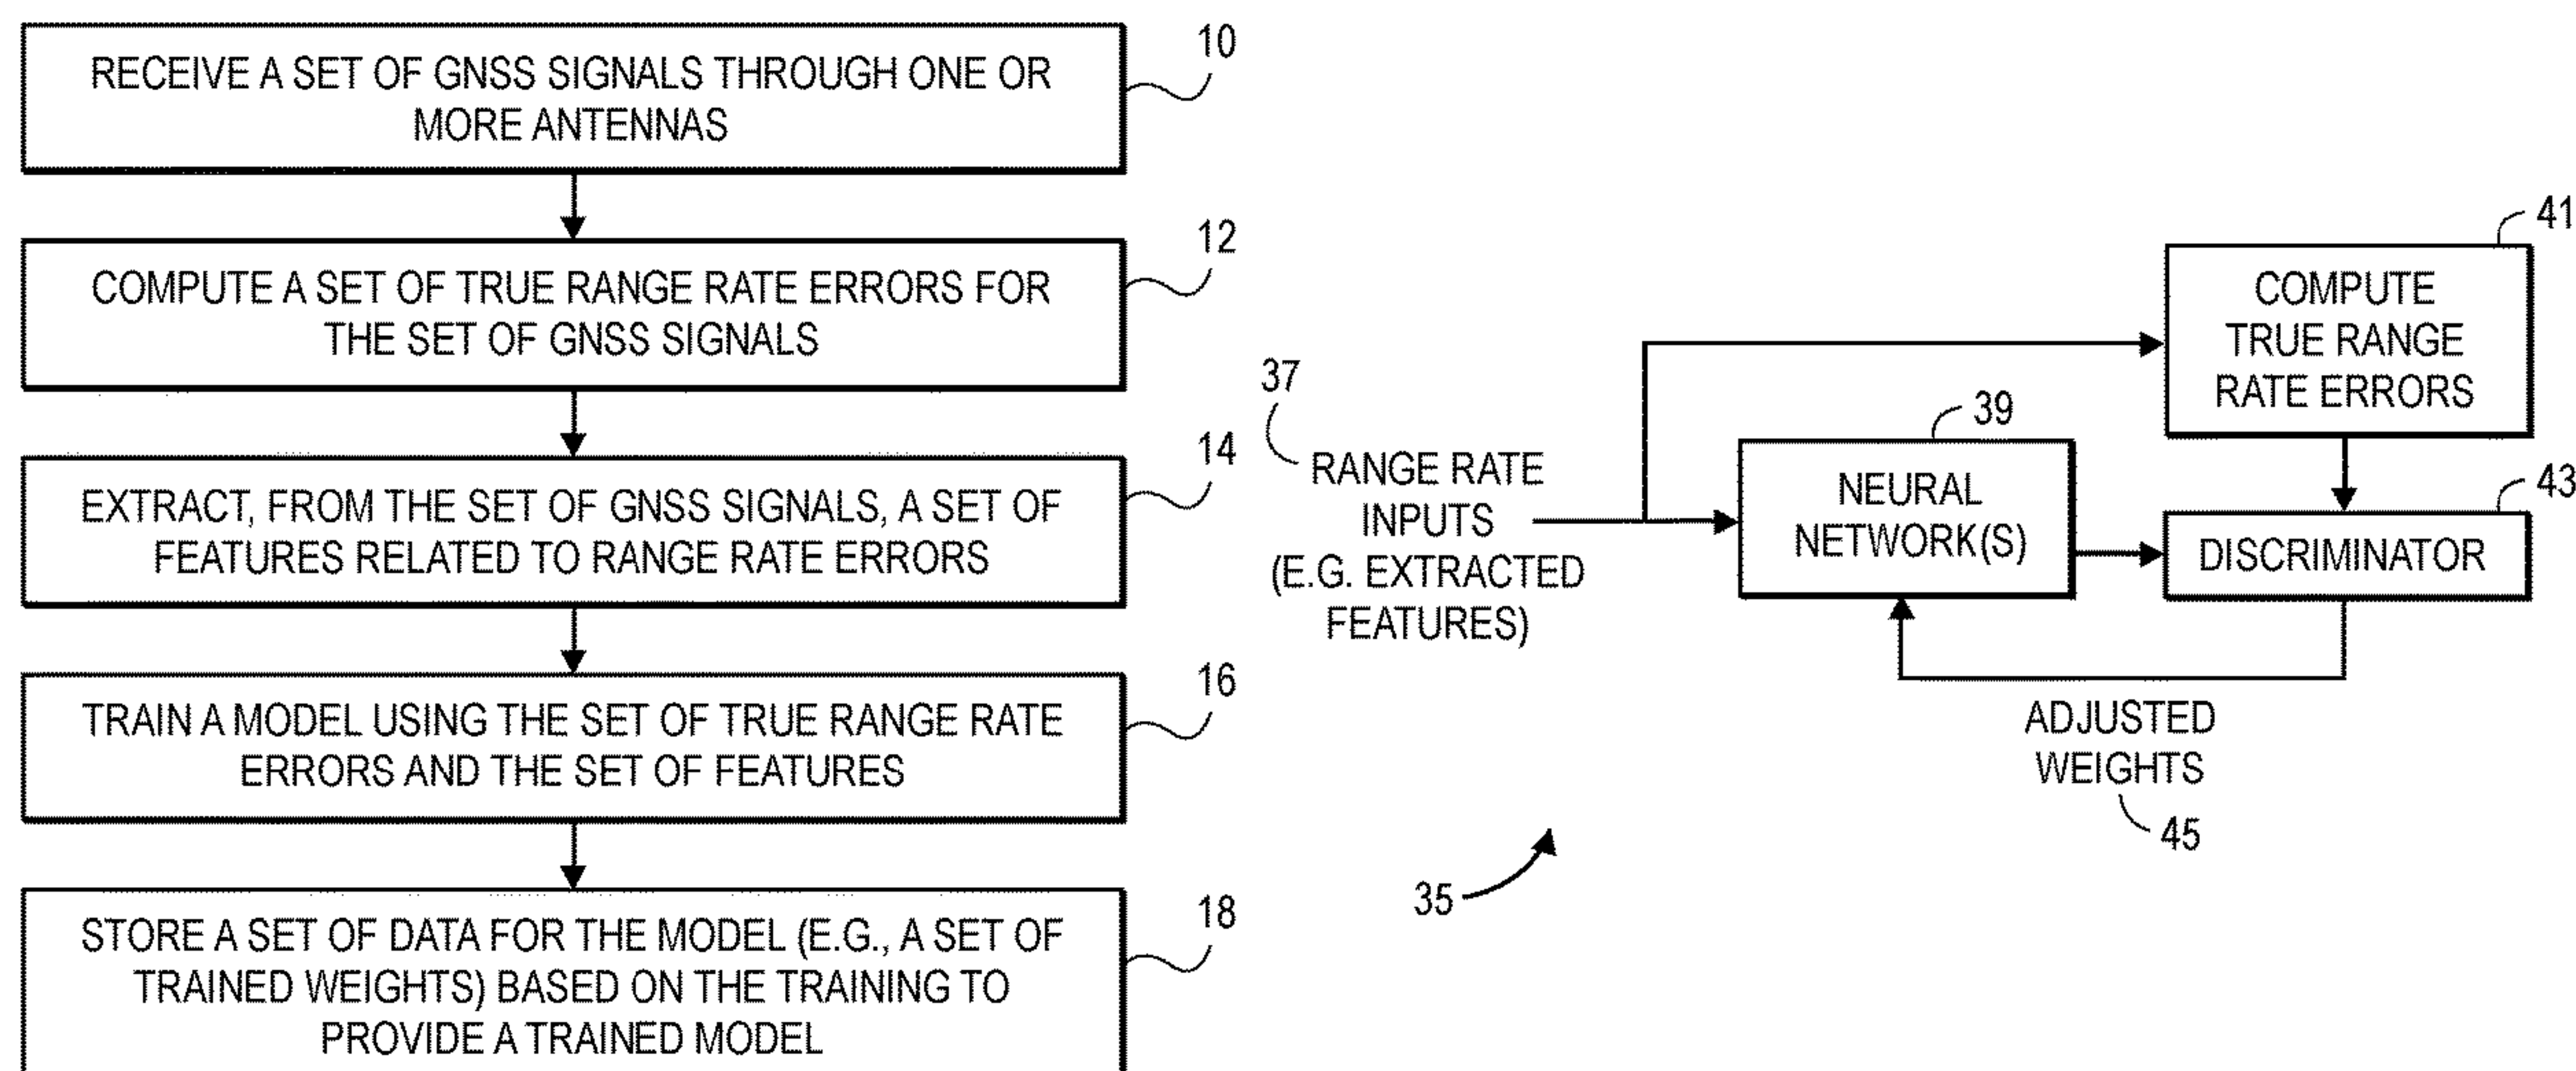 RECEIVE A SET OF GNSS SIGNALS THROUGH ONE OR
MORE ANTENNAS
10
COMPUTE A SET OF TRUE RANGE RATE ERRORS FOR
THE SET OF GNSS SIGNALS
12
EXTRACT, FROM THE SET OF GNSS SIGNALS, A SET OF
FEATURES RELATED TO RANGE RATE ERRORS
14
TRAIN A MODEL USING THE SET OF TRUE RANGE RATE
ERRORS AND THE SET OF FEATURES
16
STORE A SET OF DATA FOR THE MODEL (E.G., A SET OF
TRAINED WEIGHTS) BASED ON THE TRAINING TO
PROVIDE A TRAINED MODEL
18
37
RANGE RATE
INPUTS
(E.G. EXTRACTED
FEATURES)
39
NEURAL
NETWORK(S)
41
COMPUTE
TRUE RANGE
RATE ERRORS
43
DISCRIMINATOR
ADJUSTED
WEIGHTS
45
35